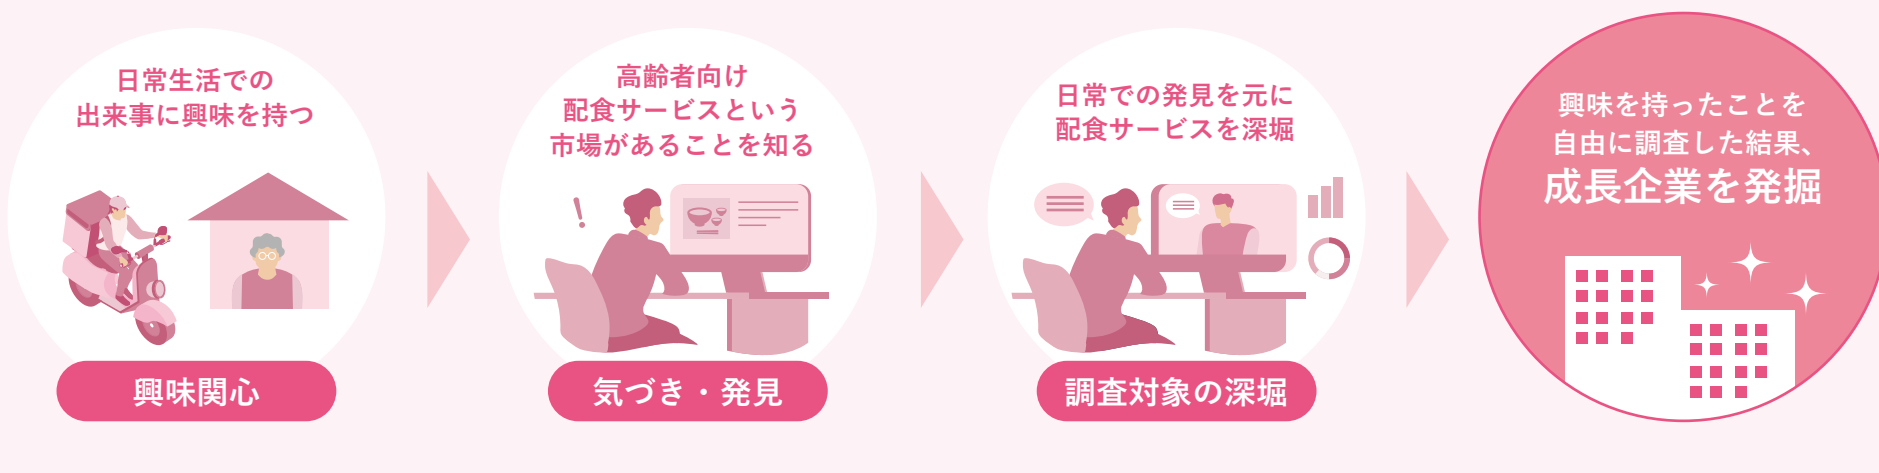 日常生活での
出来事に興味を持つ
興味関心
高齢者向け
配食サービスという
市場があることを知る
気づき・発見
日常での発見を元に
配食サービスを深堀
調査対象の深堀
興味を持ったことを
自由に調査した結果、
成長企業を発掘